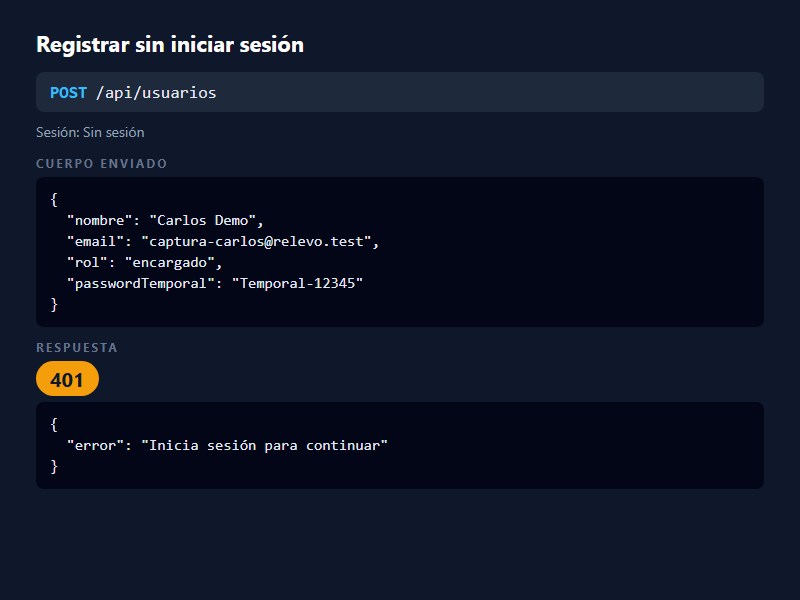 Registrar sin iniciar sesión
POST /api/usuarios
Sesión: Sin sesión
CUERPO ENVIADO
{
  "nombre": "Carlos Demo",
  "email": "captura-carlos@relevo.test",
  "rol": "encargado",
  "passwordTemporal": "Temporal-12345"
}
RESPUESTA
401
{
  "error": "Inicia sesión para continuar"
}